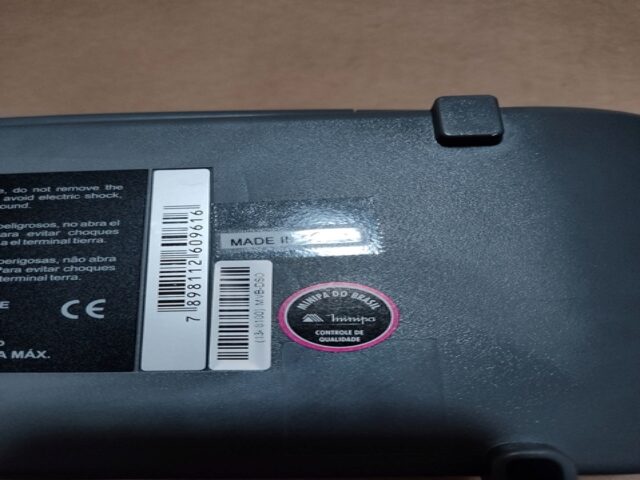 e, do not remove the
avoid electric shock,
ound.
peligrosos, no abra el
Para evitar choques
a el terminal tierra.
perigosas, não abra
Para evitar choques
terminal terra.
E
CE
O
A MÁX.
7 898112 609616
MADE IN
MINIPA DO BRASIL
minipa
CONTROLE DE
QUALIDADE